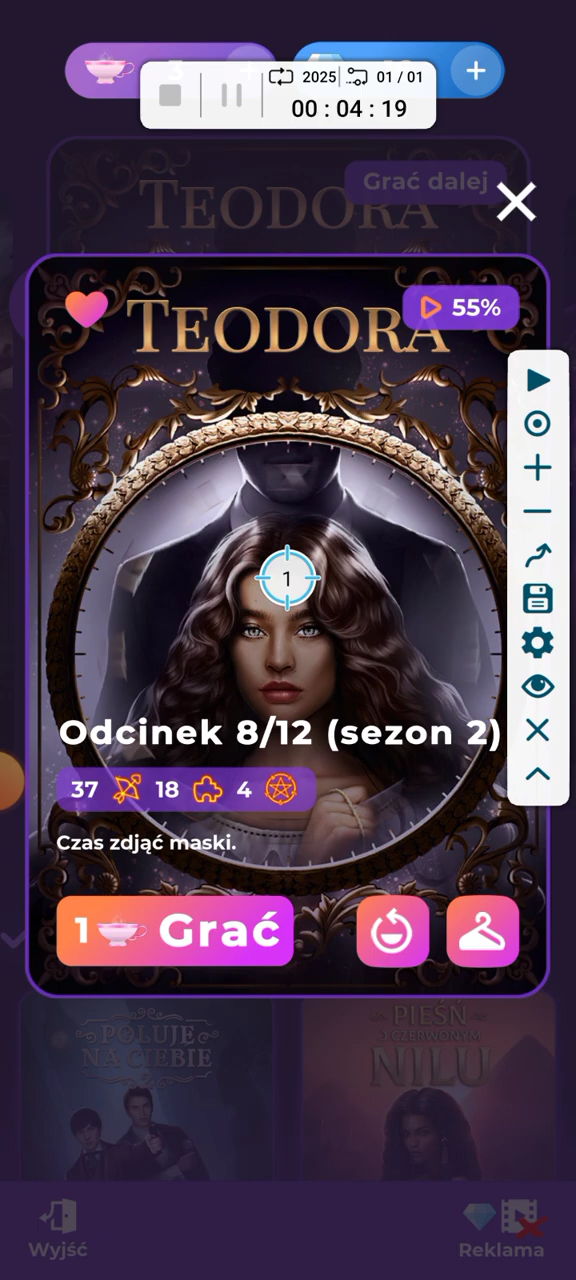 3
2025
01 / 01
00 : 04 : 19
Grać dalej
TEODORA
TEODORA
55%
1
Odcinek 8/12 (sezon 2)
37 18 4
Czas zdjąć maski.
1 Grać
POLUJE
NA CIEBIE
PIEŚŃ
O CZERWONYM
NILU
Wyjść
Reklama